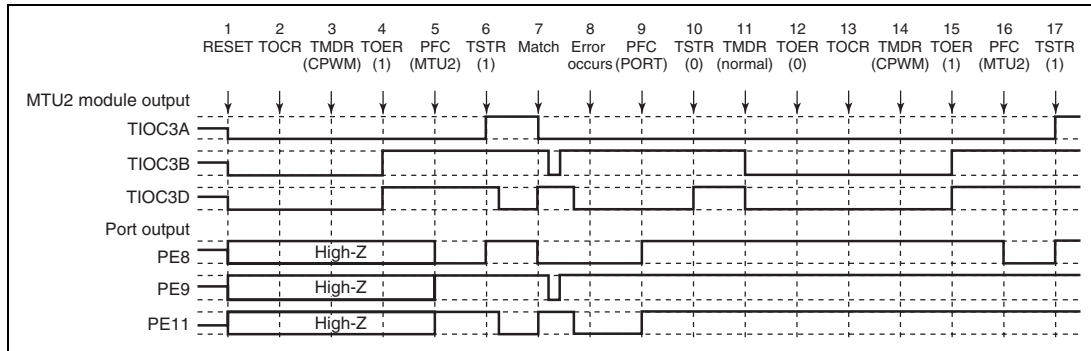 1 2 3 4 5 6 7 8 9 10 11 12 13 14 15 16 17
RESET TOCR TMDR TOER PFC TSTR Match Error PFC TSTR TMDR TOER TOCR TMDR TOER PFC TSTR
(CPWM) (1) (MTU2) (1) occurs (PORT) (0) (normal) (0) (CPWM) (1) (MTU2) (1)
MTU2 module output
TIOC3A
TIOC3B
TIOC3D
Port output
PE8 High-Z
PE9 High-Z
PE11 High-Z